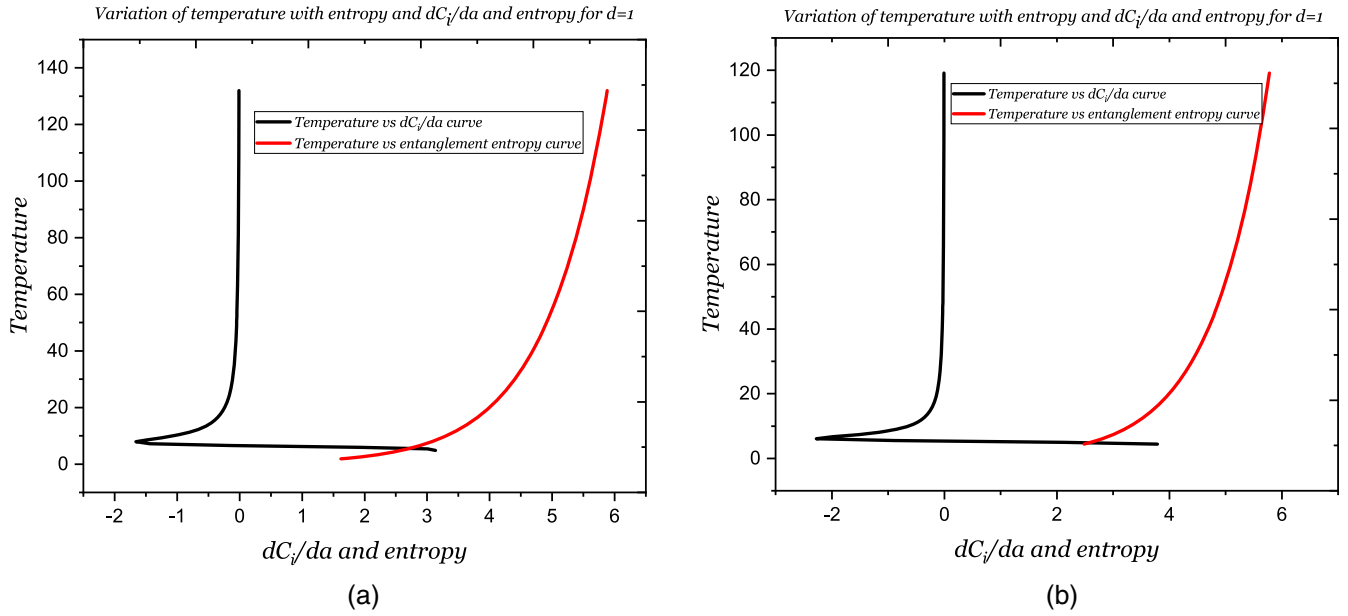 Variation of temperature with entropy and dC_i/da and entropy for d=1
140
120
100
80
60
40
20
0
Temperature
Temperature vs dC_i/da curve
Temperature vs entanglement entropy curve
-2 -1 0 1 2 3 4 5 6
dC_i/da and entropy
(a)
Variation of temperature with entropy and dC_i/da and entropy for d=1
120
100
80
60
40
20
0
Temperature
Temperature vs dC_i/da curve
Temperature vs entanglement entropy curve
-2 0 2 4 6
dC_i/da and entropy
(b)